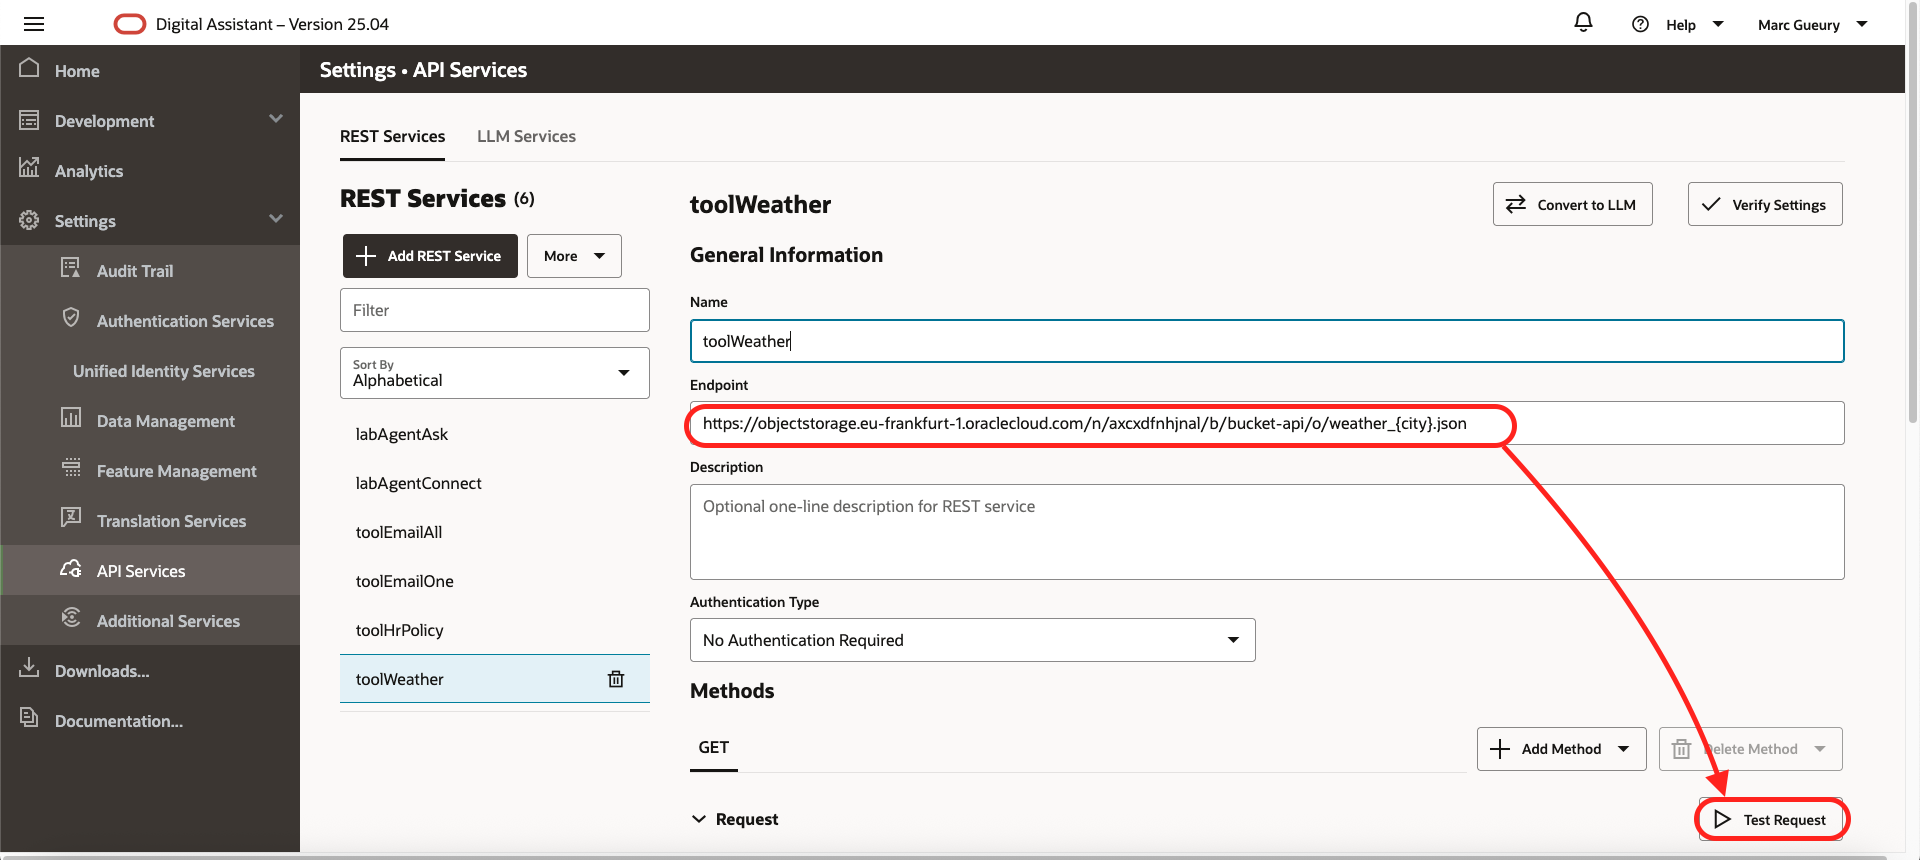 Digital Assistant – Version 25.04
Help
Marc Gueury
Home
Development
Analytics
Settings
Audit Trail
Authentication Services
Unified Identity Services
Data Management
Feature Management
Translation Services
API Services
Additional Services
Downloads...
Documentation...
Settings • API Services
REST Services
LLM Services
REST Services (6)
Add REST Service
More
Filter
Sort By
Alphabetical
labAgentAsk
labAgentConnect
toolEmailAll
toolEmailOne
toolHrPolicy
toolWeather
toolWeather
Convert to LLM
Verify Settings
General Information
Name
toolWeather
Endpoint
https://objectstorage.eu-frankfurt-1.oraclecloud.com/n/axcxdfnhjnal/b/bucket-api/o/weather_{city}.json
Description
Optional one-line description for REST service
Authentication Type
No Authentication Required
Methods
GET
Add Method
Delete Method
Request
Test Request